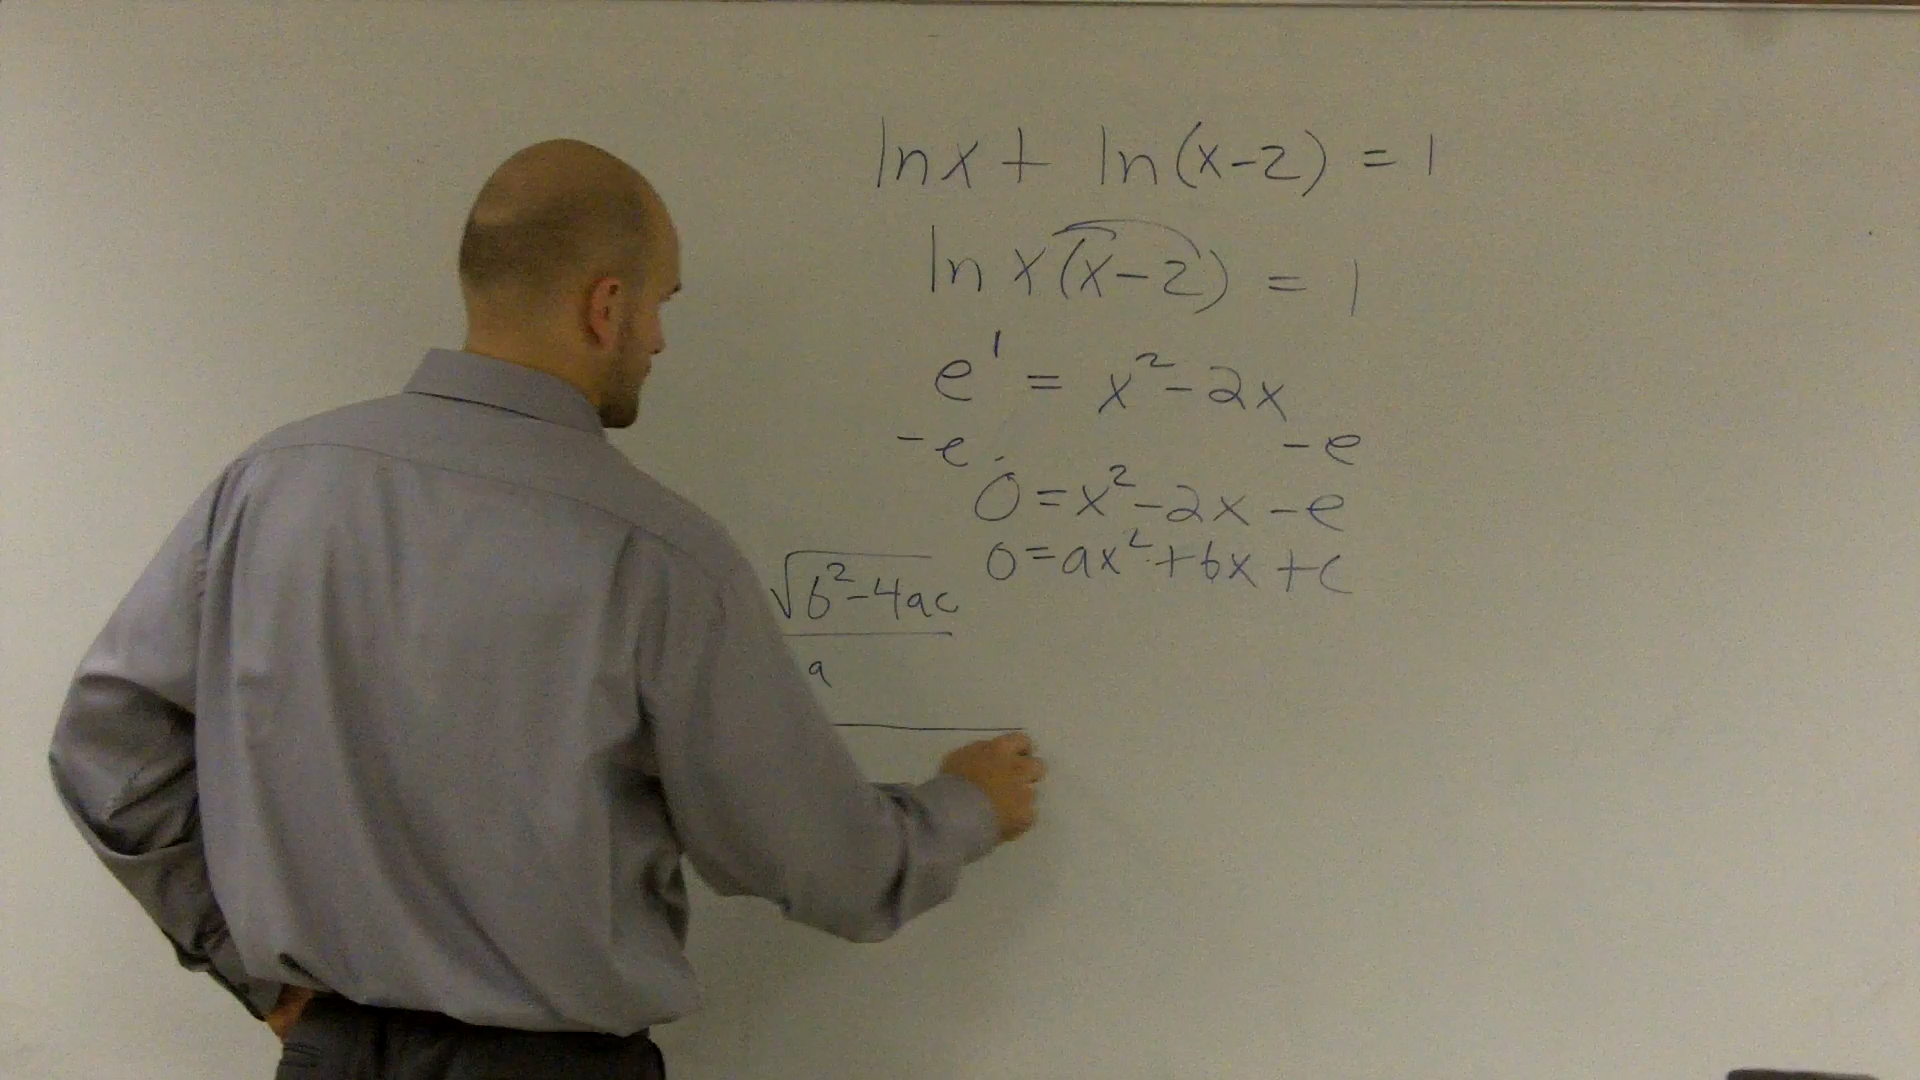 ln x + ln(x-2) = 1
ln x(x-2) = 1
e¹ = x²-2x
-e -e
0=x²-2x-e
0=ax²+bx+c
√b²-4ac
a